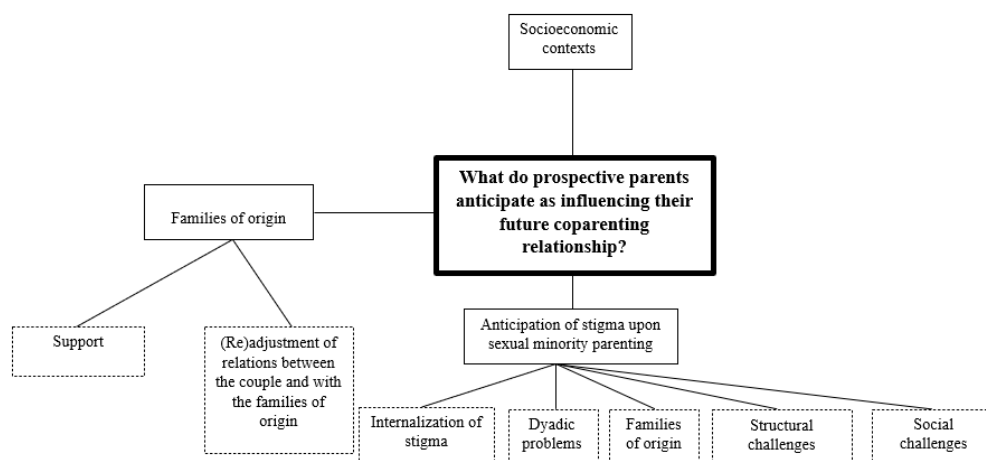 Socioeconomic
contexts
What do prospective parents
anticipate as influencing their
future coparenting
relationship?
Families of origin
Anticipation of stigma upon
sexual minority parenting
Support
(Re)adjustment of
relations between
the couple and with
the families of
origin
Internalization of
stigma
Dyadic
problems
Families
of origin
Structural
challenges
Social
challenges